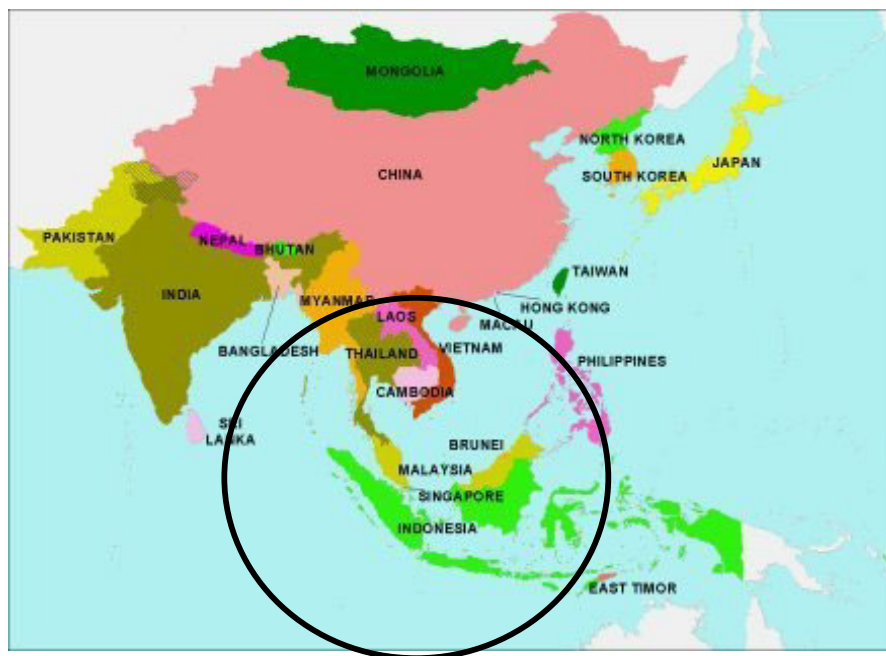 MONGOLIA
NORTH KOREA
JAPAN
CHINA
SOUTH KOREA
PAKISTAN
NEPAL
BHUTAN
TAIWAN
INDIA
MYANMAR
HONG KONG
LAOS
MACAU
BANGLADESH
THAILAND
VIETNAM
PHILIPPINES
CAMBODIA
SRI
LANKA
BRUNEI
MALAYSIA
SINGAPORE
INDONESIA
EAST TIMOR